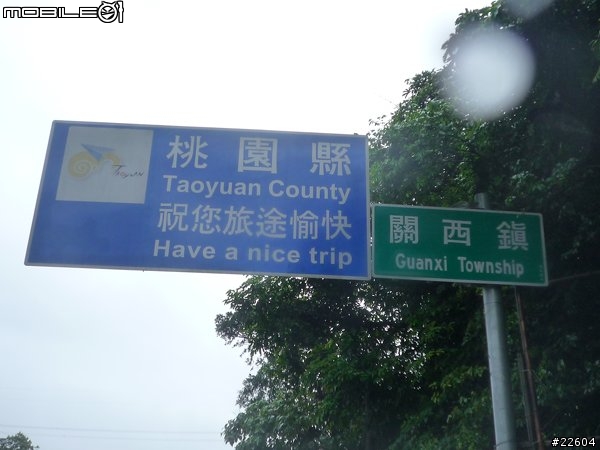 MOBILE01
Taoyuan
桃園縣
Taoyuan County
祝您旅途愉快
Have a nice trip
關西鎮
Guanxi Township
#22604